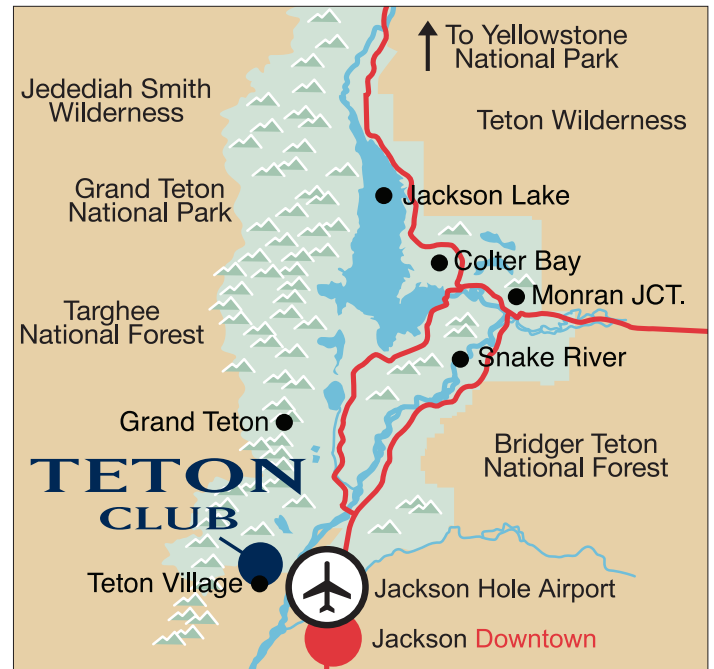 To Yellowstone
National Park
Jedediah Smith
Wilderness
Teton Wilderness
Grand Teton
National Park
Jackson Lake
Colter Bay
Monran JCT.
Targhee
National Forest
Snake River
Grand Teton
Bridger Teton
National Forest
TETON
CLUB
Teton Village
Jackson Hole Airport
Jackson Downtown